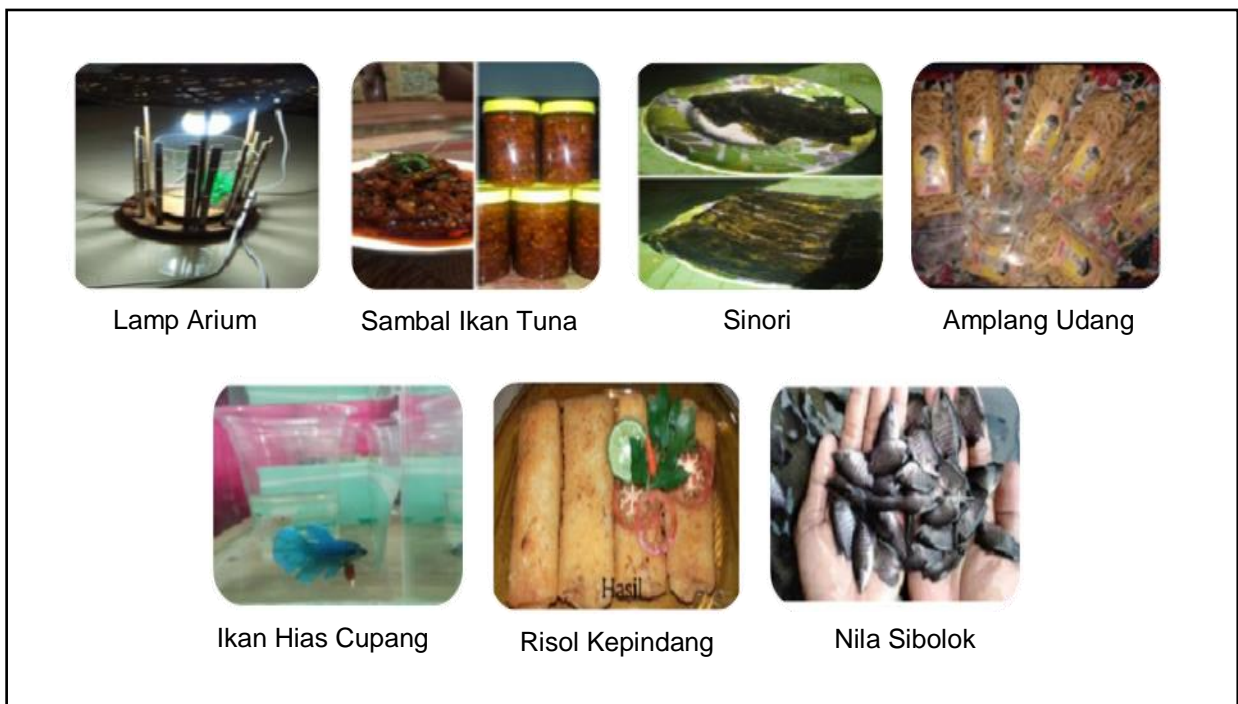 Lamp Arium
Sambal Ikan Tuna
Sinori
Amplang Udang
Hasil
Ikan Hias Cupang
Risol Kepindang
Nila Sibolok